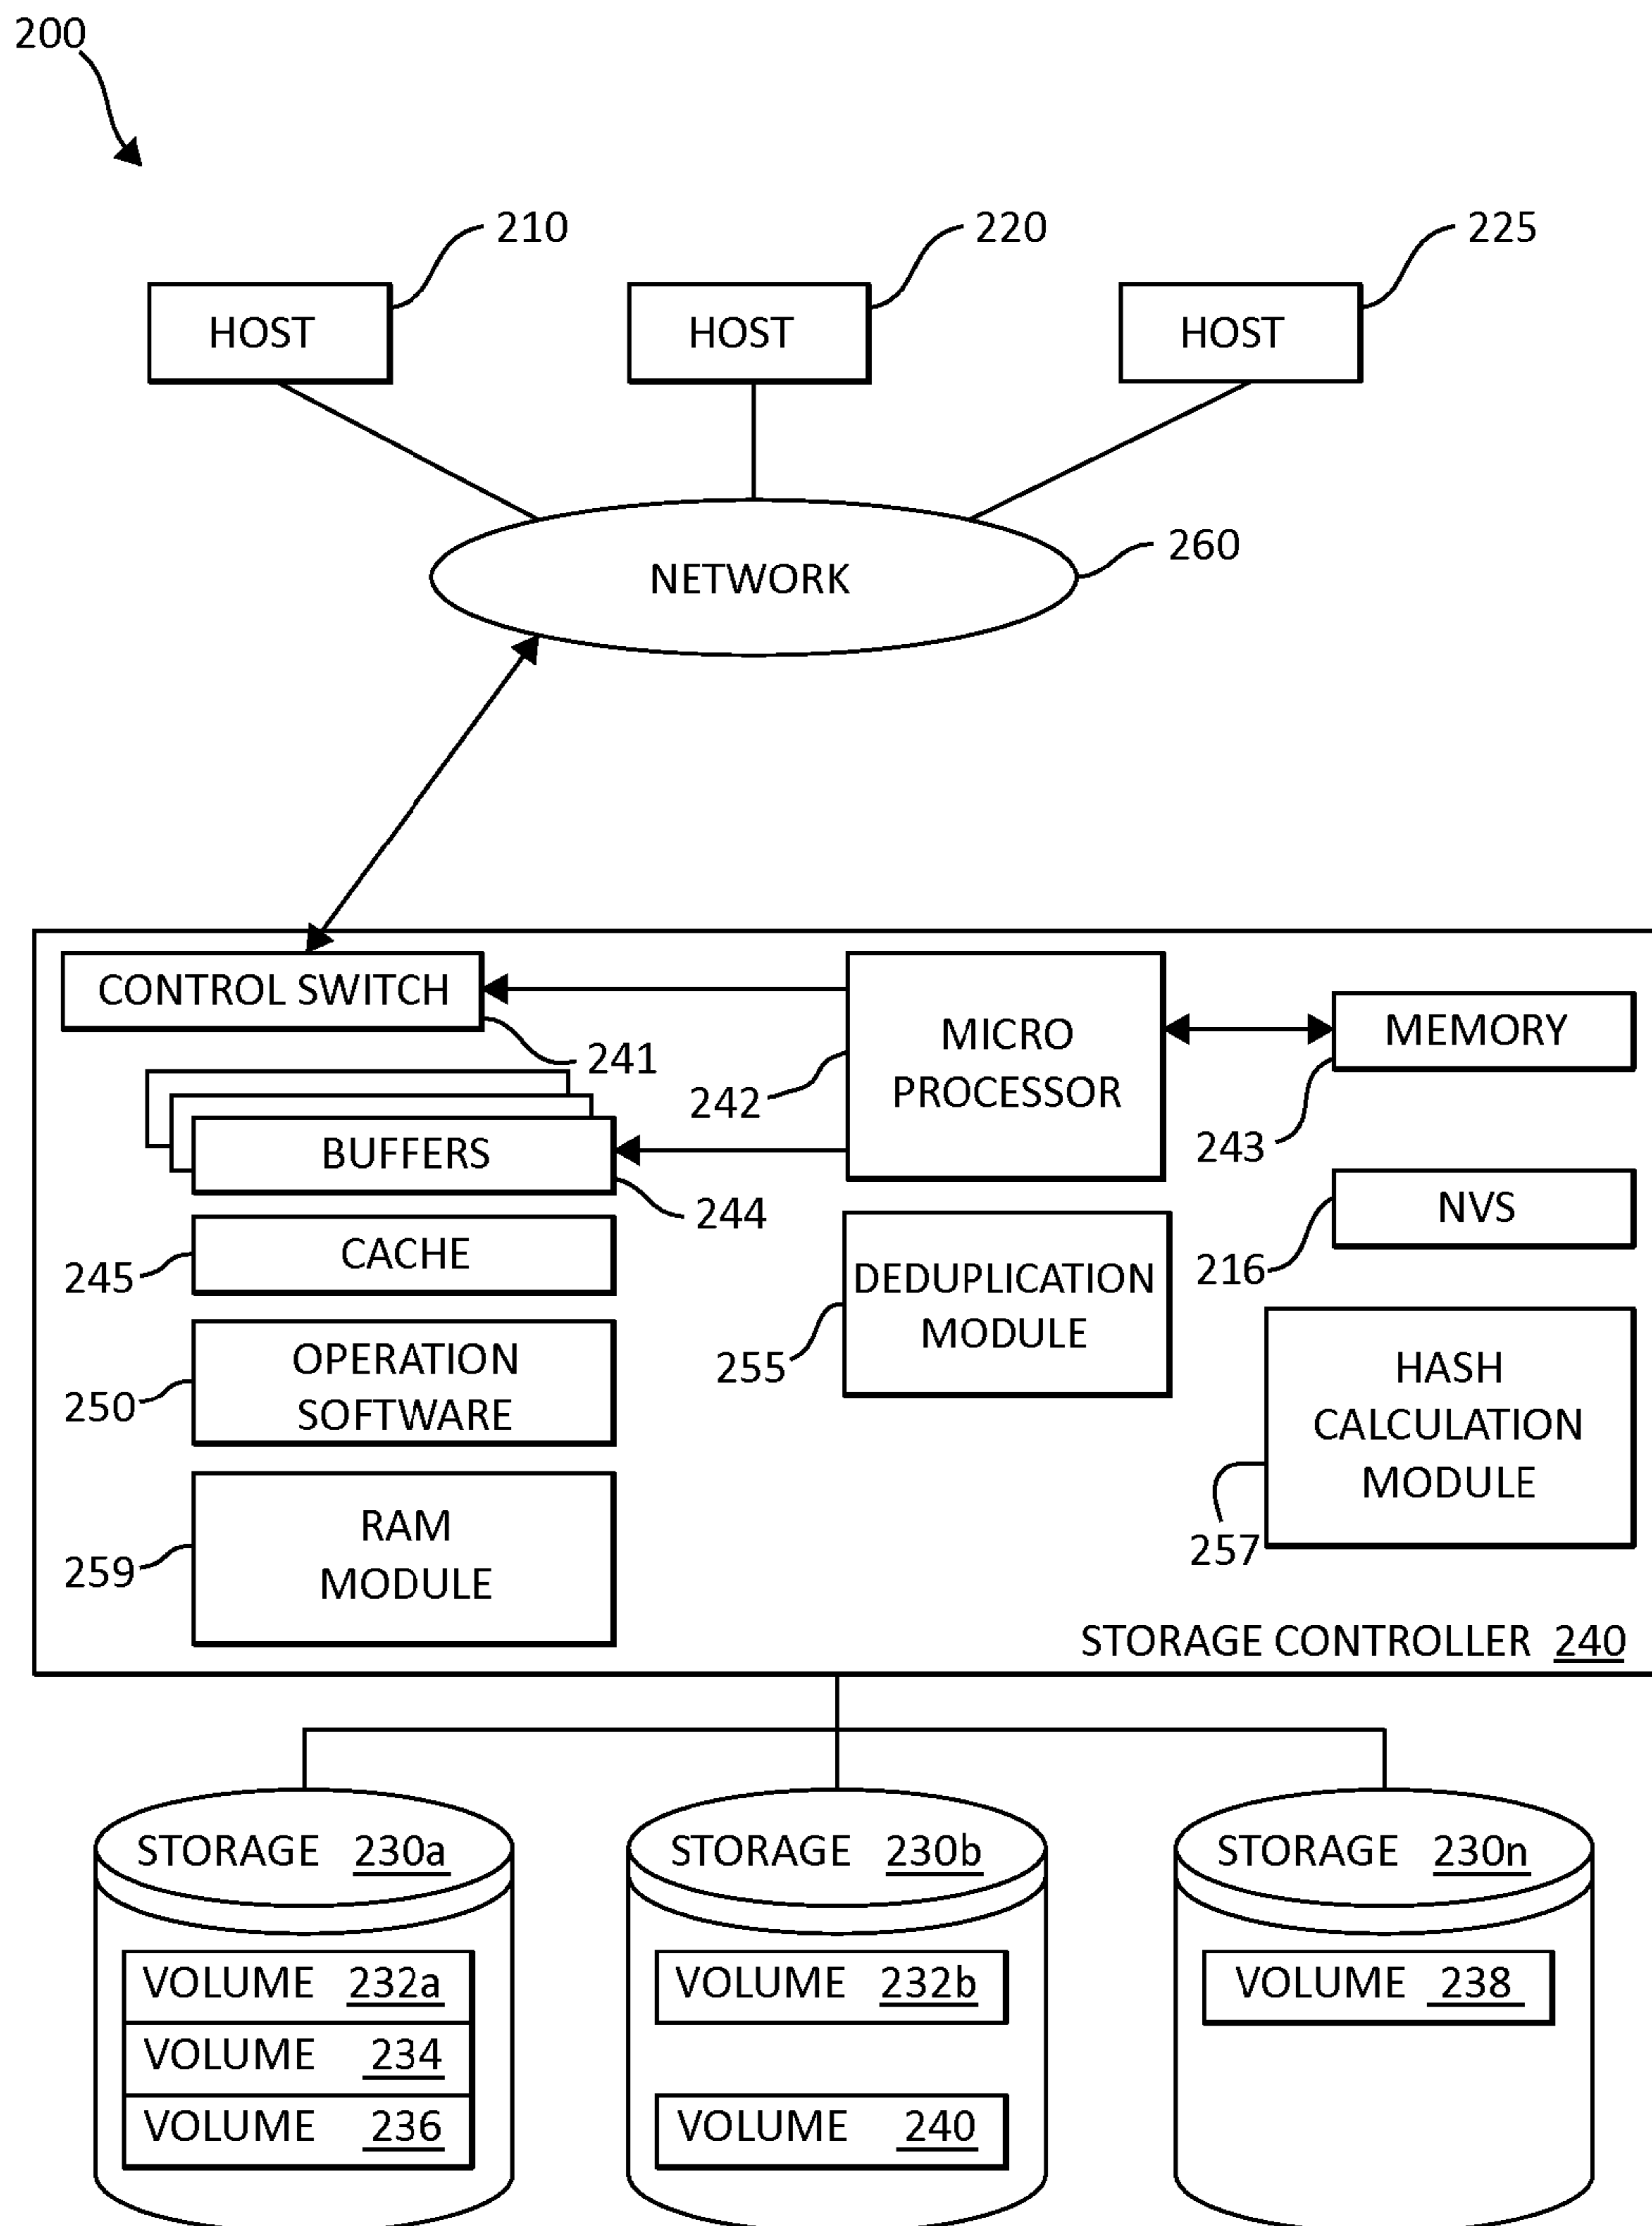 200
210
220
225
HOST
HOST
HOST
260
NETWORK
CONTROL SWITCH
241
MICRO
PROCESSOR
242
MEMORY
243
BUFFERS
244
NVS
216
CACHE
245
DEDUPLICATION
MODULE
255
OPERATION
SOFTWARE
250
HASH
CALCULATION
MODULE
257
RAM
MODULE
259
STORAGE CONTROLLER 240
STORAGE 230a
VOLUME 232a
VOLUME 234
VOLUME 236
STORAGE 230b
VOLUME 232b
VOLUME 240
STORAGE 230n
VOLUME 238